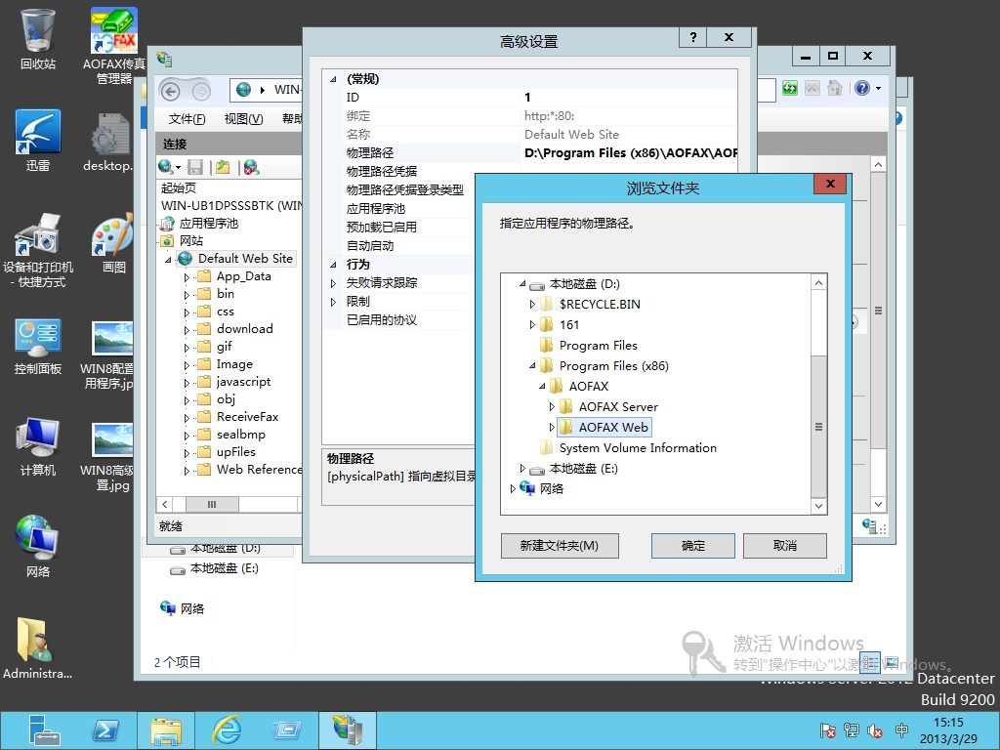 回收站
AOFAX
AOFAX传真
管理器
迅雷
desktop.
设备和打印机
- 快捷方式
画图
控制面板
WIN8配置
用程序.jp
计算机
WIN8高级
置.jpg
网络
Administra...
WIN-
文件(F)
视图(V)
帮助
连接
起始页
WIN-UB1DPSSSBTK (WIN
应用程序池
网站
Default Web Site
App_Data
bin
css
download
gif
Image
javascript
obj
ReceiveFax
sealbmp
upFiles
Web Reference
就绪
本地磁盘 (D:)
本地磁盘 (E:)
网络
2 个项目
高级设置
?
(常规)
ID 1
绑定 http:*:80:
名称 Default Web Site
物理路径 D:\Program Files (x86)\AOFAX\AOF
物理路径凭据
物理路径凭据登录类型
应用程序池
预加载已启用
自动启动
行为
失败请求跟踪
限制
已启用的协议
物理路径
[physicalPath] 指向虚拟目录
浏览文件夹
指定应用程序的物理路径。
本地磁盘 (D:)
$RECYCLE.BIN
161
Program Files
Program Files (x86)
AOFAX
AOFAX Server
AOFAX Web
System Volume Information
本地磁盘 (E:)
网络
新建文件夹(M)
确定
取消
激活 Windows
转到"操作中心"以激活 Windows。
Windows Server 2012 Datacenter
Build 9200
中
15:15
2013/3/29